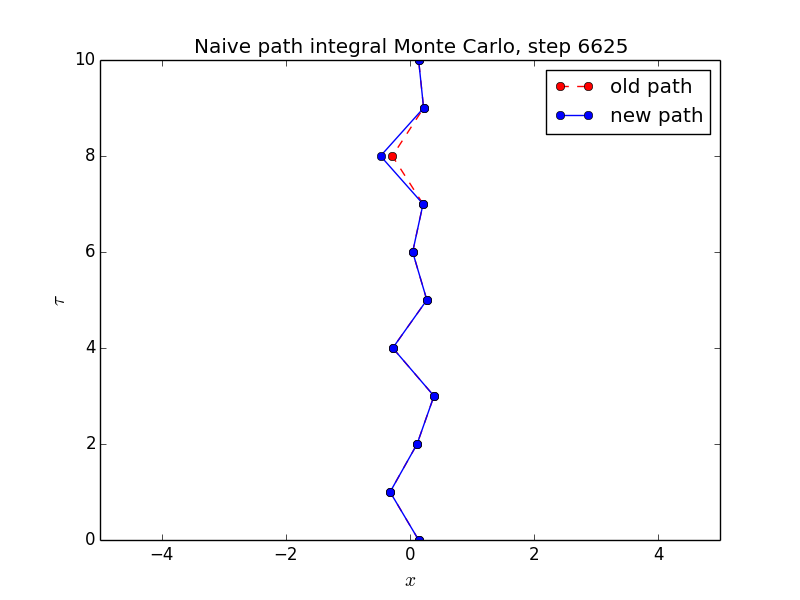 Naive path integral Monte Carlo, step 6625
old path
new path
10
8
6
4
2
0
τ
−4 −2 0 2 4
x